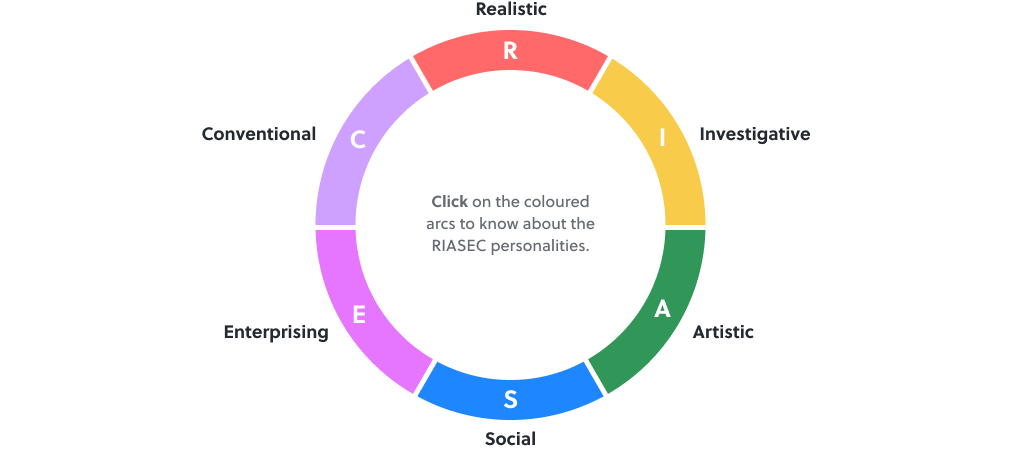 Realistic
R
Conventional
C
I
Investigative
Click on the coloured
arcs to know about the
RIASEC personalities.
Enterprising
E
A
Artistic
S
Social